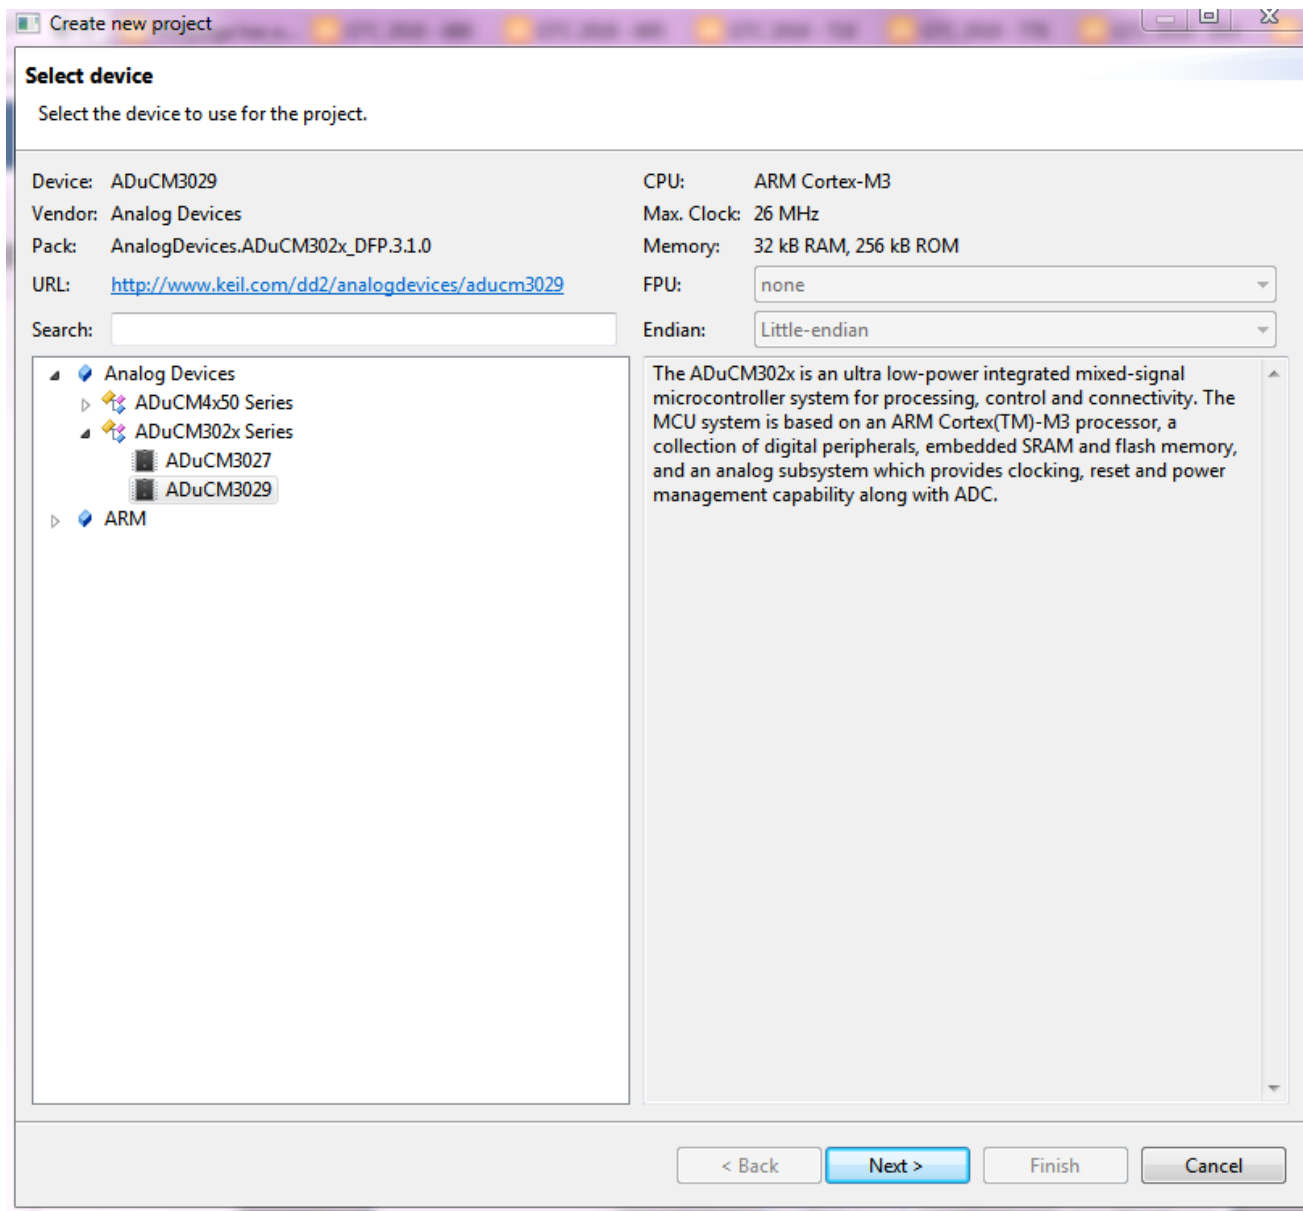 Create new project
Select device
Select the device to use for the project.
Device: ADuCM3029
Vendor: Analog Devices
Pack: AnalogDevices.ADuCM302x_DFP.3.1.0
URL: http://www.keil.com/dd2/analogdevices/aducm3029
Search:
CPU: ARM Cortex-M3
Max. Clock: 26 MHz
Memory: 32 kB RAM, 256 kB ROM
FPU: none
Endian: Little-endian
Analog Devices
ADuCM4x50 Series
ADuCM302x Series
ADuCM3027
ADuCM3029
ARM
The ADuCM302x is an ultra low-power integrated mixed-signal
microcontroller system for processing, control and connectivity. The
MCU system is based on an ARM Cortex(TM)-M3 processor, a
collection of digital peripherals, embedded SRAM and flash memory,
and an analog subsystem which provides clocking, reset and power
management capability along with ADC.
< Back
Next >
Finish
Cancel